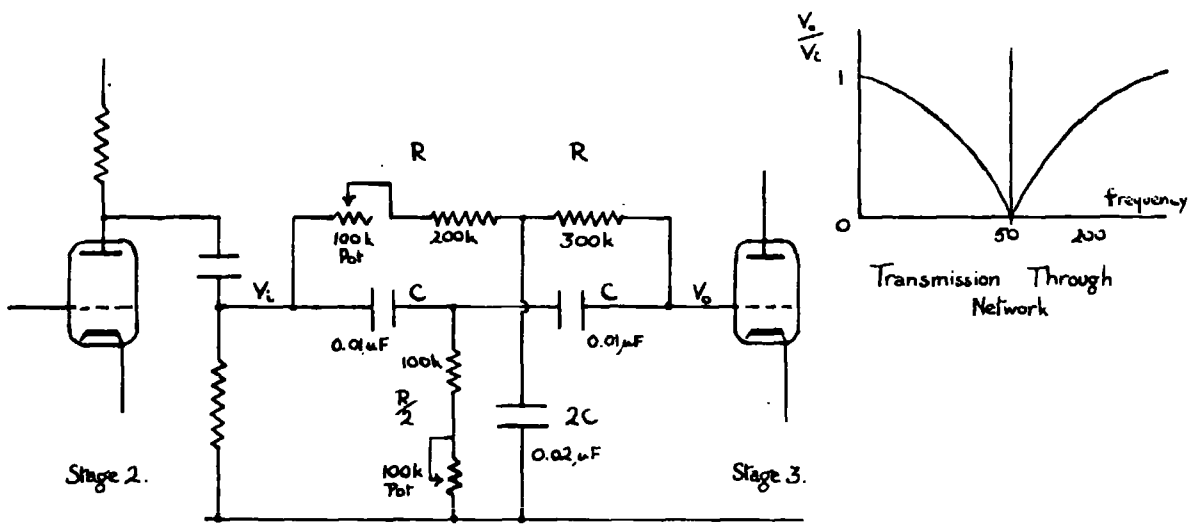 R
R
100k
Pot
200k
300k
Vi
C
C
Vo
0.01µF
0.01µF
100k
R/2
2C
0.02µF
100k
Pot
Stage 2.
Stage 3.
Vo
Vi
1
0
50
200
frequency
Transmission Through
Network